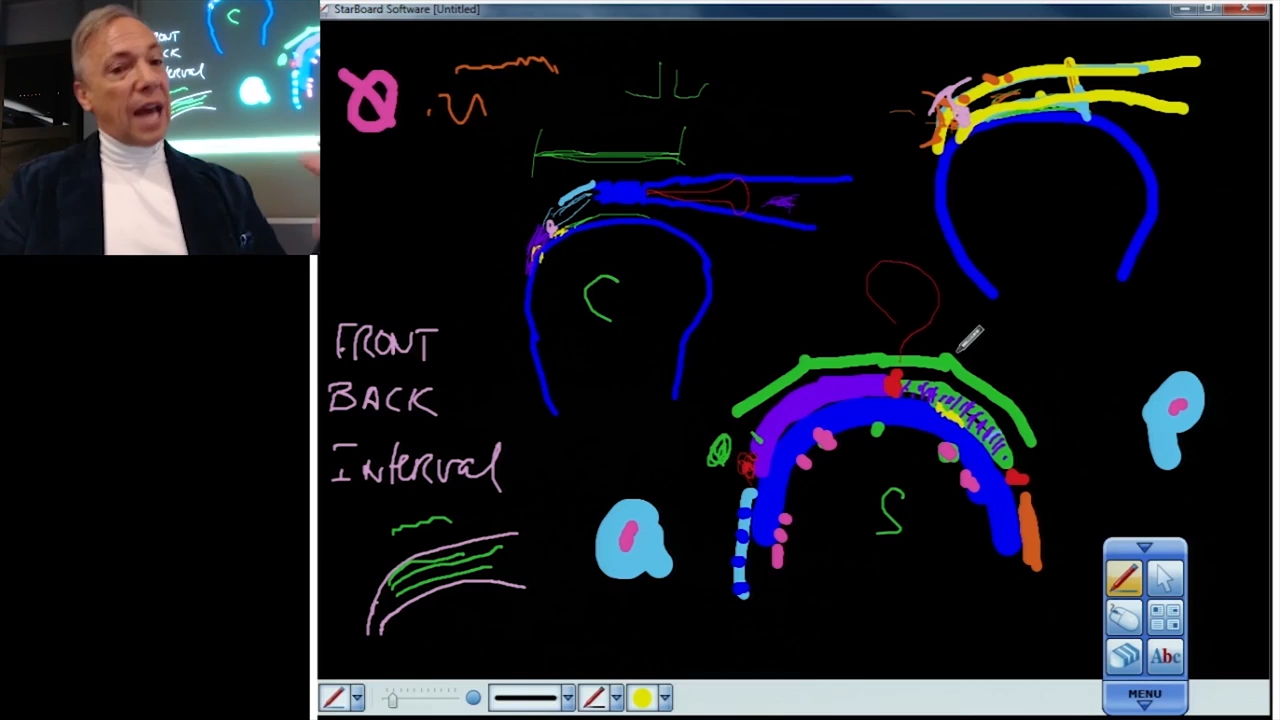 StarBoard Software [Untitled]
C
FRONT
BACK
INTERVAL
S
Abc
MENU